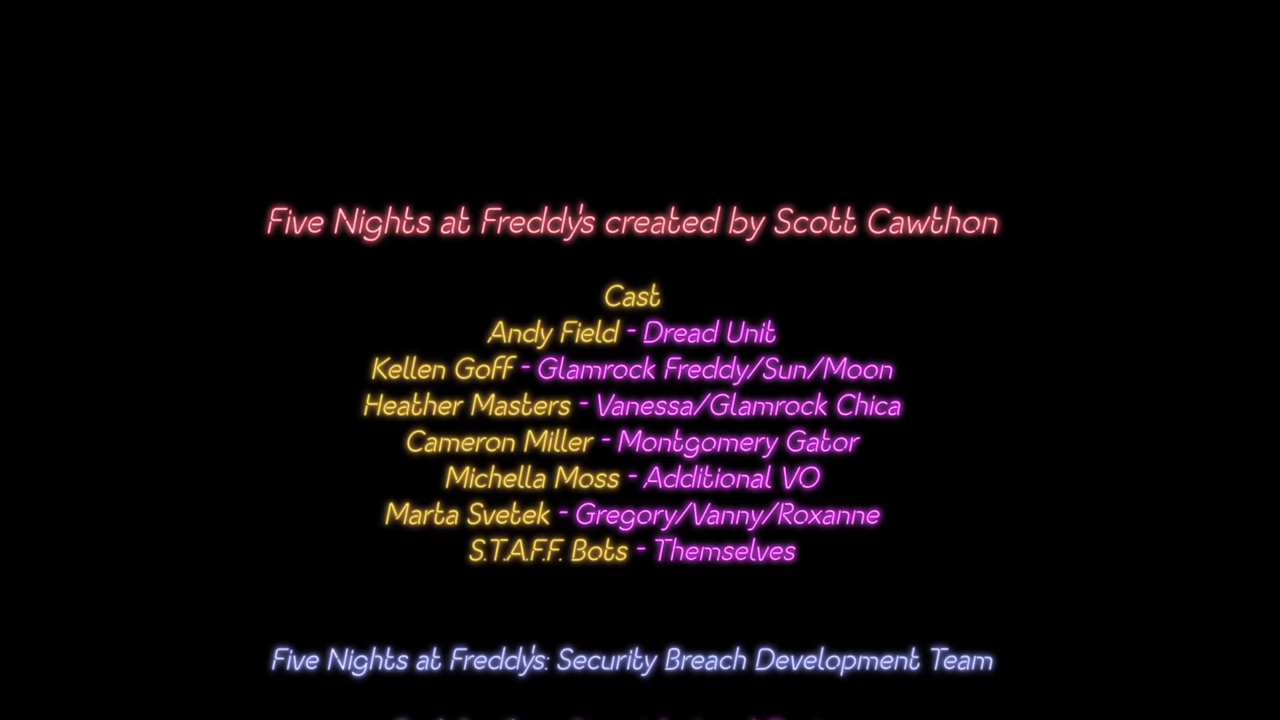 Five Nights at Freddy's created by Scott Cawthon
Cast
Andy Field - Dread Unit
Kellen Goff - Glamrock Freddy/Sun/Moon
Heather Masters - Vanessa/Glamrock Chica
Cameron Miller - Montgomery Gator
Michella Moss - Additional VO
Marta Svetek - Gregory/Vanny/Roxanne
S.T.A.F.F. Bots - Themselves
Five Nights at Freddy's: Security Breach Development Team